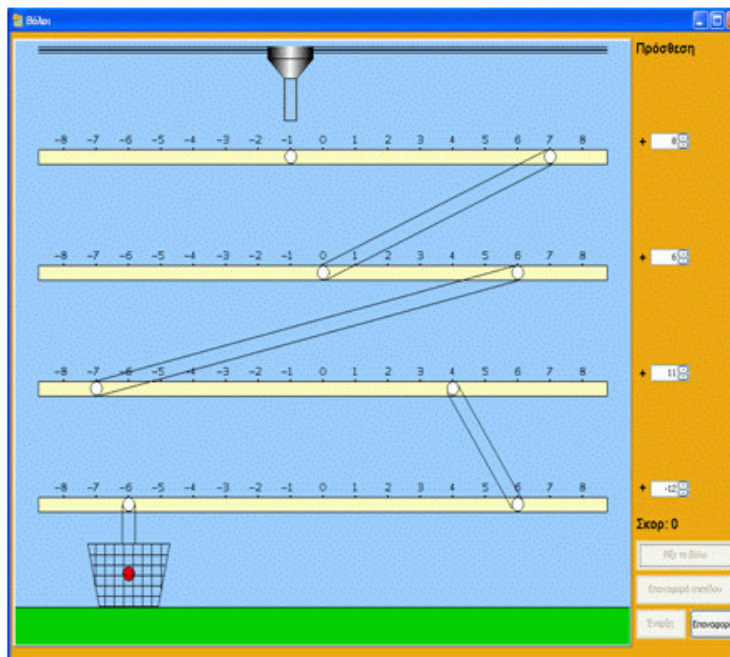 Βόλοι
Πρόσθεση
-8 -7 -6 -5 -4 -3 -2 -1 0 1 2 3 4 5 6 7 8
+ 8
-8 -7 -6 -5 -4 -3 -2 -1 0 1 2 3 4 5 6 7 8
+ 6
-8 -7 -6 -5 -4 -3 -2 -1 0 1 2 3 4 5 6 7 8
+ 11
-8 -7 -6 -5 -4 -3 -2 -1 0 1 2 3 4 5 6 7 8
+ -12
Σκορ: 0
Ρίξε το βόλο
Επαναφορά επιπέδου
Έναρξη
Επαναφορά